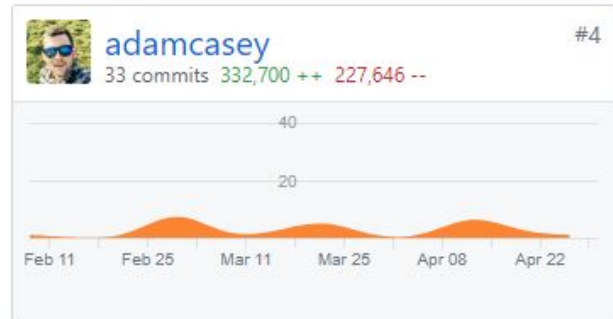 adamcasey #4
33 commits 332,700 ++ 227,646 --
40
20
Feb 11 Feb 25 Mar 11 Mar 25 Apr 08 Apr 22